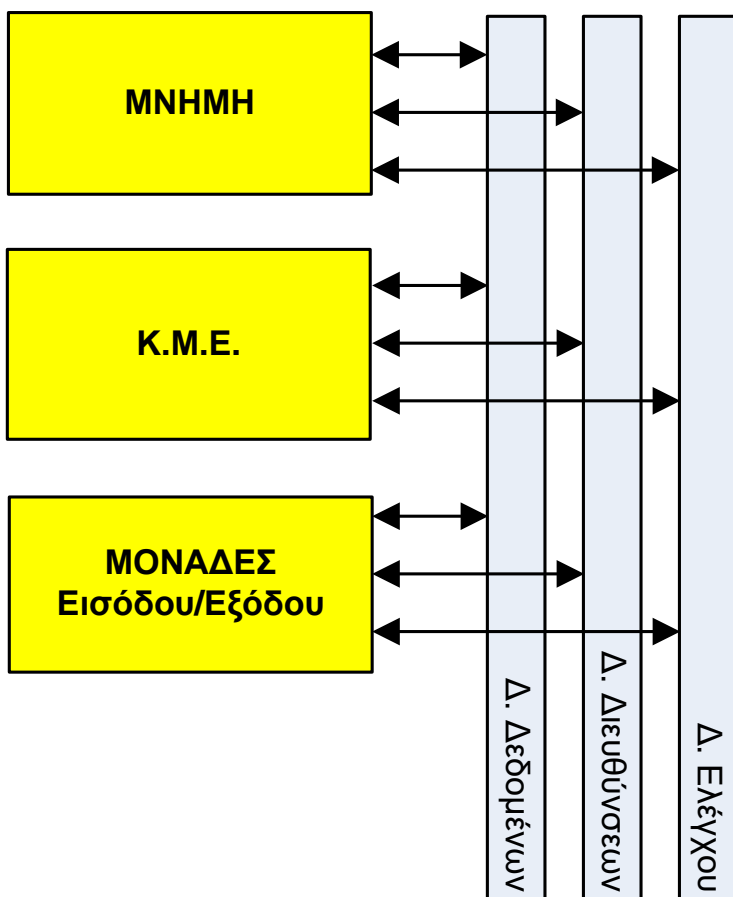 ΜΝΗΜΗ
Κ.Μ.Ε.
ΜΟΝΑΔΕΣ
Εισόδου/Εξόδου
Δ. Δεδομένων
Δ. Διευθύνσεων
Δ. Ελέγχου